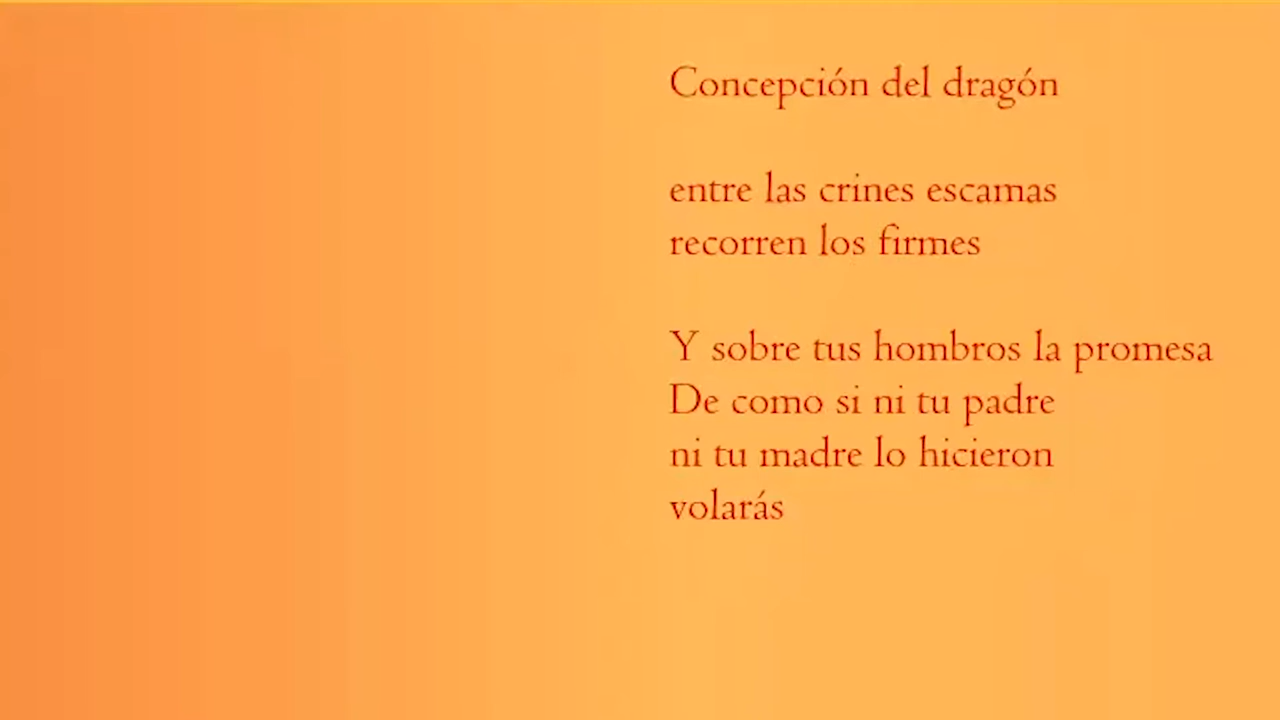 Concepción del dragón
entre las crines escamas
recorren los firmes
Y sobre tus hombros la promesa
De como si ni tu padre
ni tu madre lo hicieron
volarás